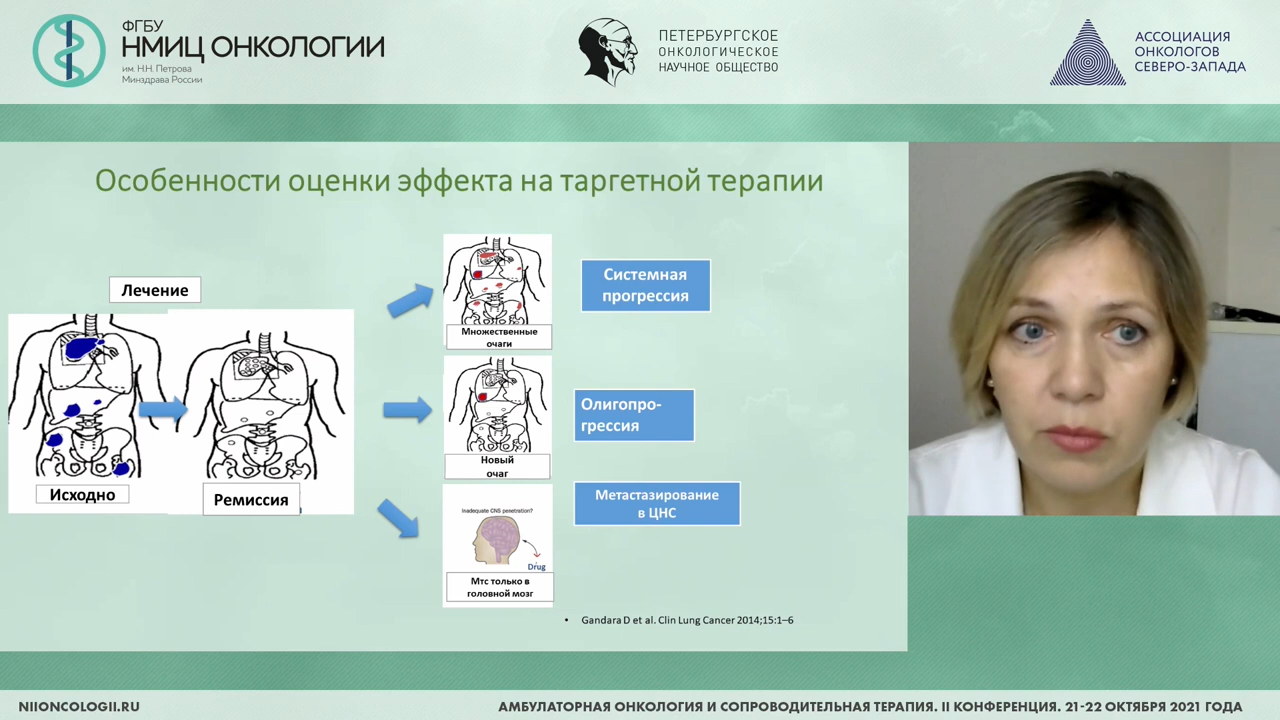 ФГБУ
НМИЦ ОНКОЛОГИИ
им. Н.Н. Петрова
Минздрава России
ПЕТЕРБУРГСКОЕ
ОНКОЛОГИЧЕСКОЕ
НАУЧНОЕ ОБЩЕСТВО
АССОЦИАЦИЯ
ОНКОЛОГОВ
СЕВЕРО-ЗАПАДА
Особенности оценки эффекта на таргетной терапии
Лечение
Исходно
Ремиссия
Множественные
очаги
Системная
прогрессия
Новый
очаг
Олигопро-
грессия
Inadequate CNS penetration?
Drug
Мтс только в
головной мозг
Метастазирование
в ЦНС
• Gandara D et al. Clin Lung Cancer 2014;15:1–6
NIIONCOLOGII.RU
АМБУЛАТОРНАЯ ОНКОЛОГИЯ И СОПРОВОДИТЕЛЬНАЯ ТЕРАПИЯ. II КОНФЕРЕНЦИЯ. 21-22 ОКТЯБРЯ 2021 ГОДА